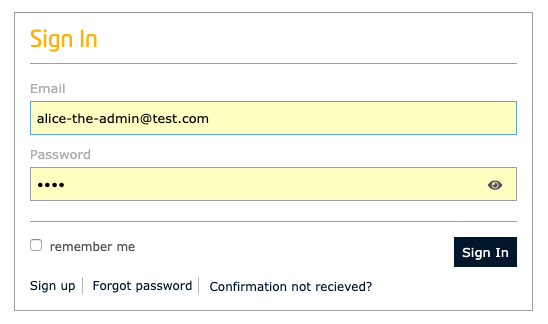 Sign In
Email
alice-the-admin@test.com
Password
••••
remember me
Sign In
Sign up Forgot password Confirmation not recieved?